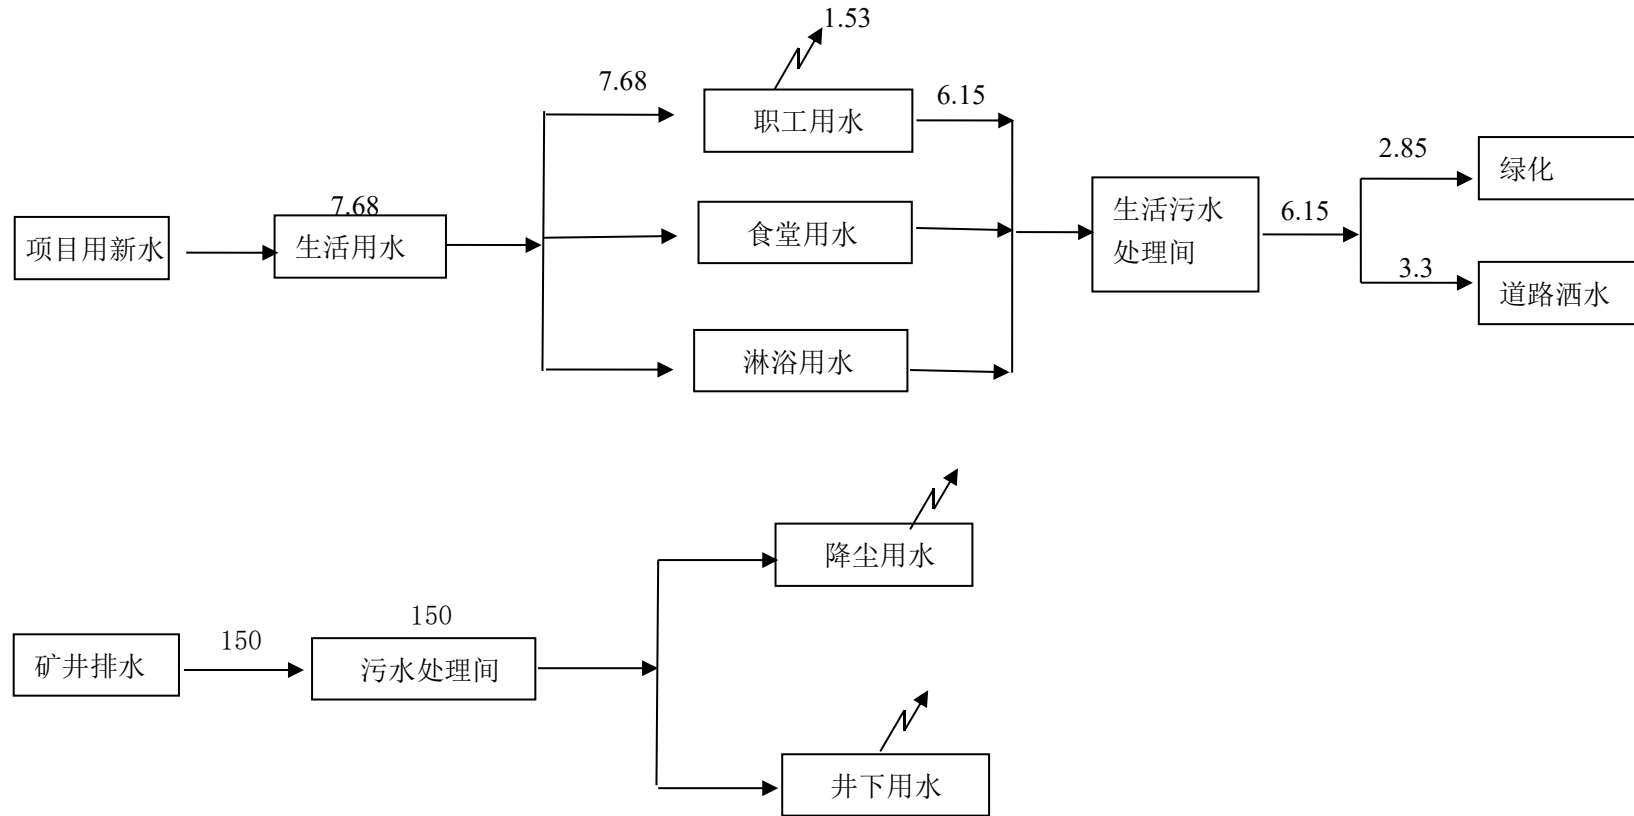 1.53
7.68
职工用水
6.15
2.85
绿化
项目用新水
7.68
生活用水
食堂用水
生活污水
处理间
6.15
3.3
道路洒水
淋浴用水
降尘用水
矿井排水
150
150
污水处理间
井下用水